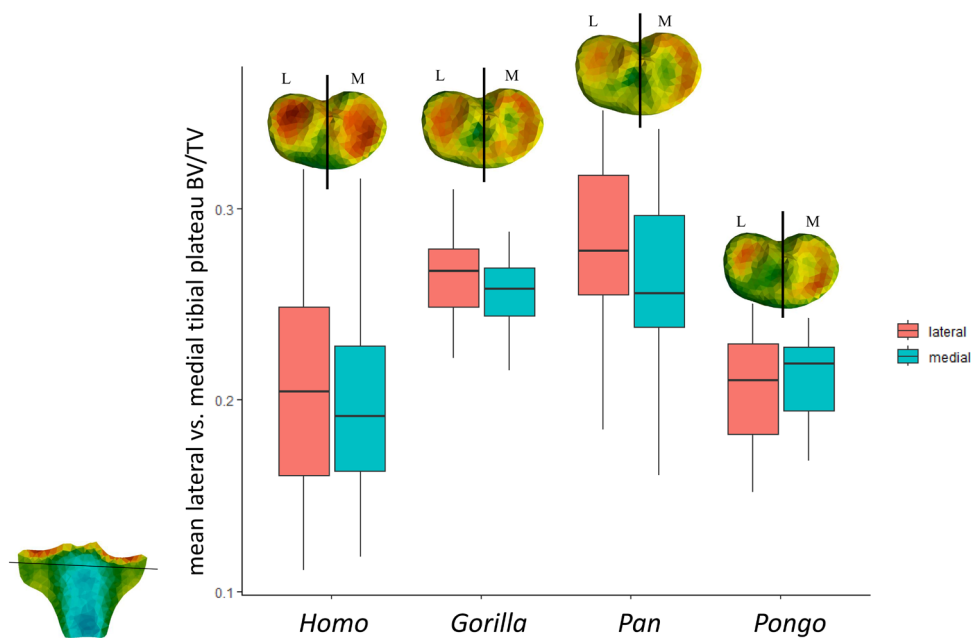 mean lateral vs. medial tibial plateau BV/TV
L M
L M
L M
L M
0.3
0.2
0.1
Homo Gorilla Pan Pongo
lateral
medial